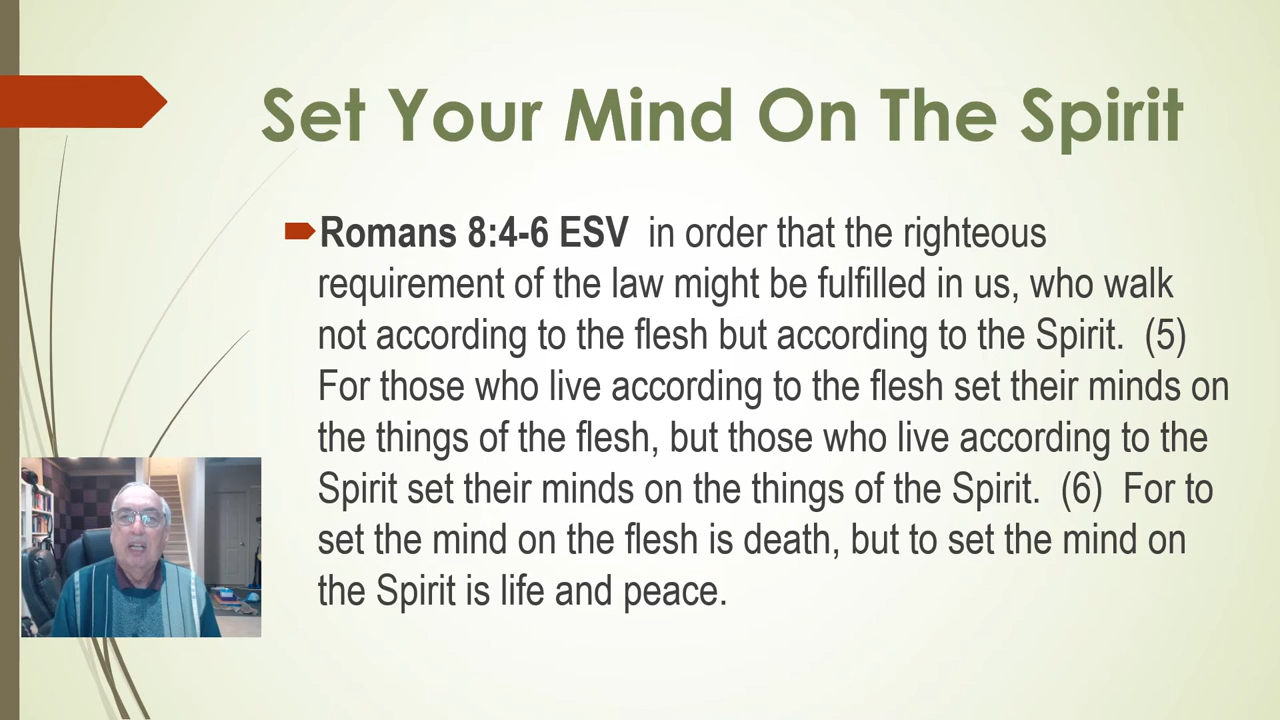 Set Your Mind On The Spirit
Romans 8:4-6 ESV in order that the righteous
requirement of the law might be fulfilled in us, who walk
not according to the flesh but according to the Spirit. (5)
For those who live according to the flesh set their minds on
the things of the flesh, but those who live according to the
Spirit set their minds on the things of the Spirit. (6) For to
set the mind on the flesh is death, but to set the mind on
the Spirit is life and peace.